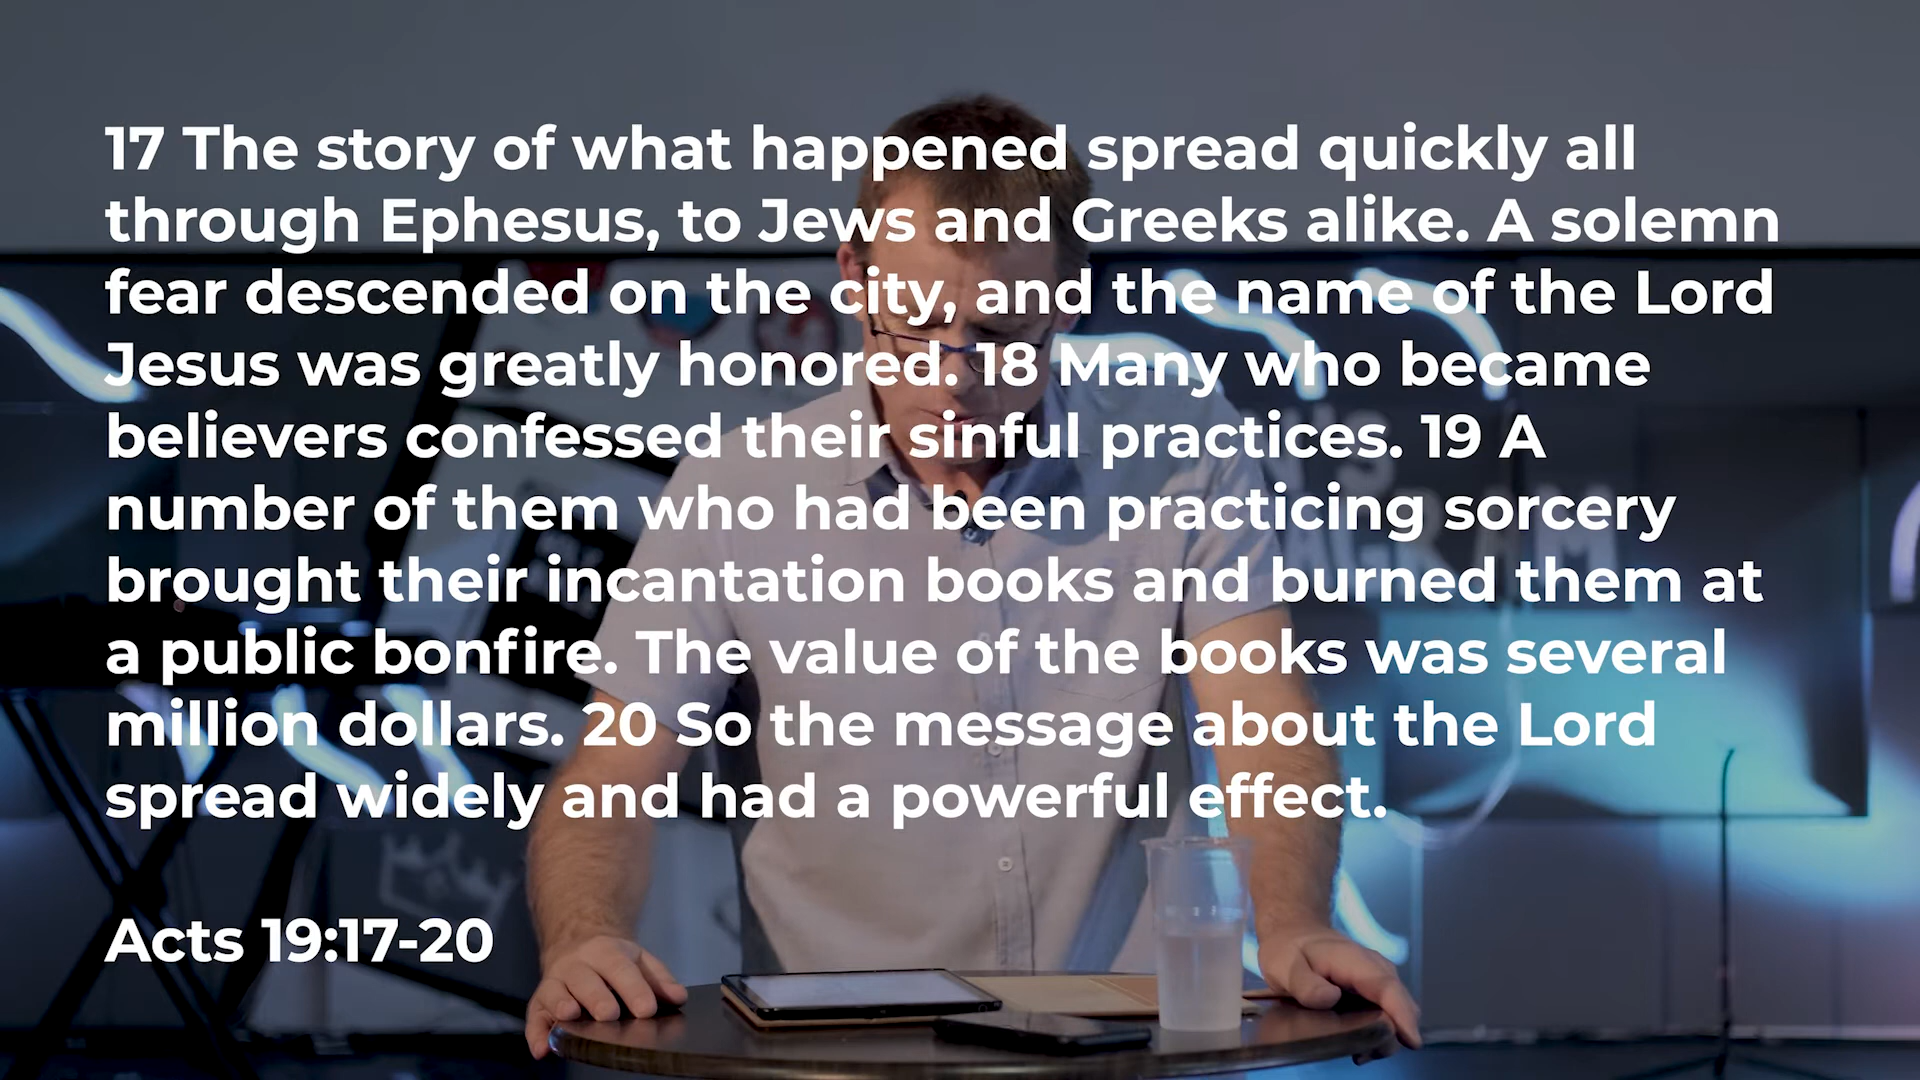 17 The story of what happened spread quickly all
through Ephesus, to Jews and Greeks alike. A solemn
fear descended on the city, and the name of the Lord
Jesus was greatly honored. 18 Many who became
believers confessed their sinful practices. 19 A
number of them who had been practicing sorcery
brought their incantation books and burned them at
a public bonfire. The value of the books was several
million dollars. 20 So the message about the Lord
spread widely and had a powerful effect.
Acts 19:17-20